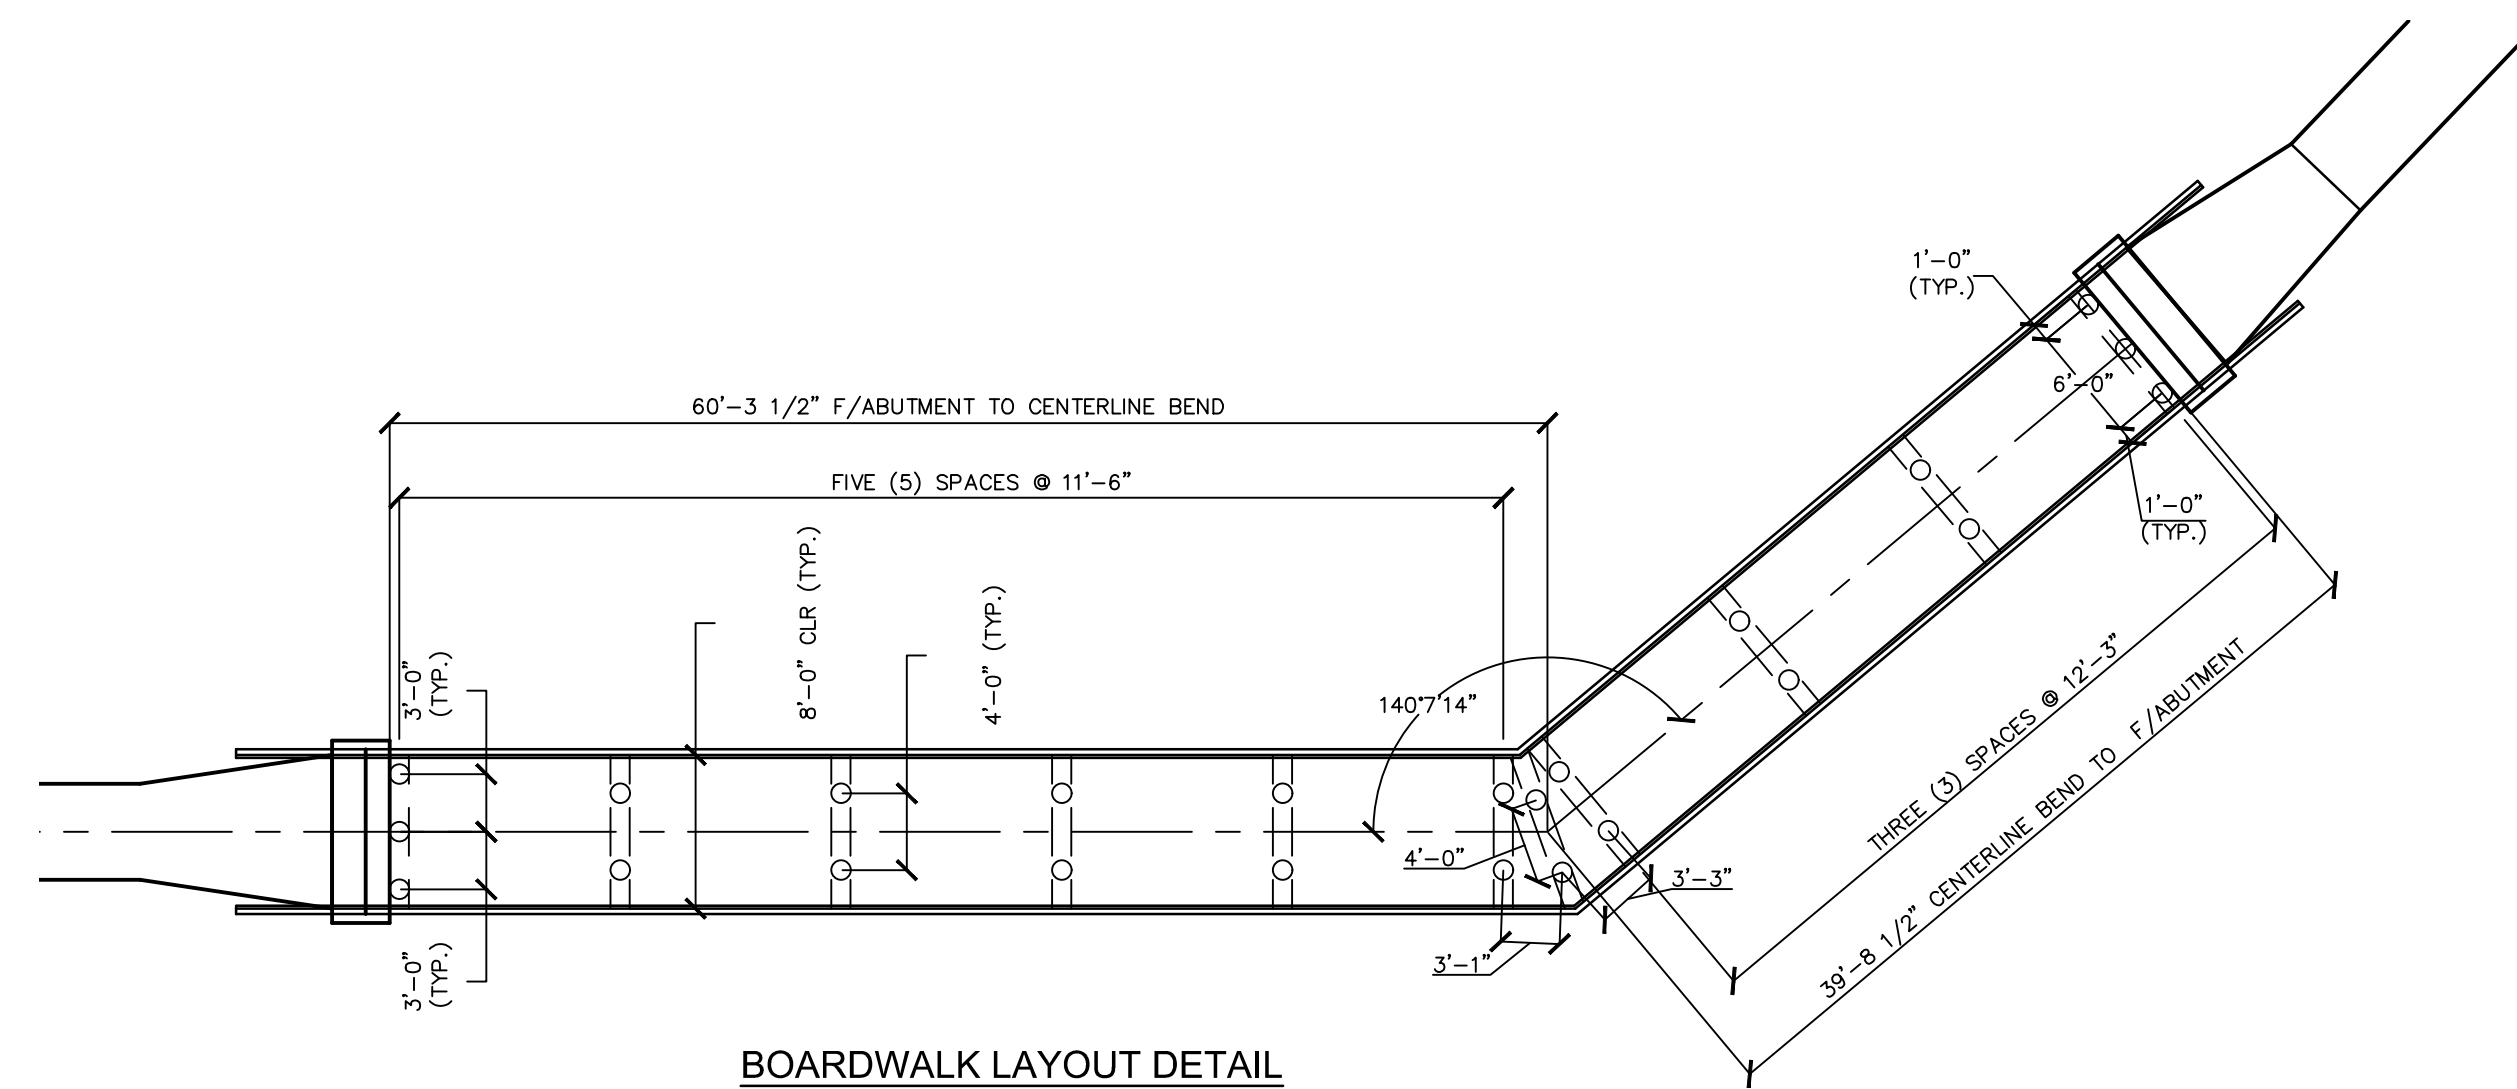 1'-0"
(TYP.)
6'-0"
60'-3 1/2" F/ABUTMENT TO CENTERLINE BEND
FIVE (5) SPACES @ 11'-6"
1'-0"
(TYP.)
8'-0" CLR (TYP.)
4'-0" (TYP.)
3'-0"
(TYP.)
140°7'14"
THREE (3) SPACES @ 12'-3"
39'-8 1/2" CENTERLINE BEND TO F/ABUTMENT
4'-0"
3'-3"
3'-1"
3'-0"
(TYP.)
BOARDWALK LAYOUT DETAIL